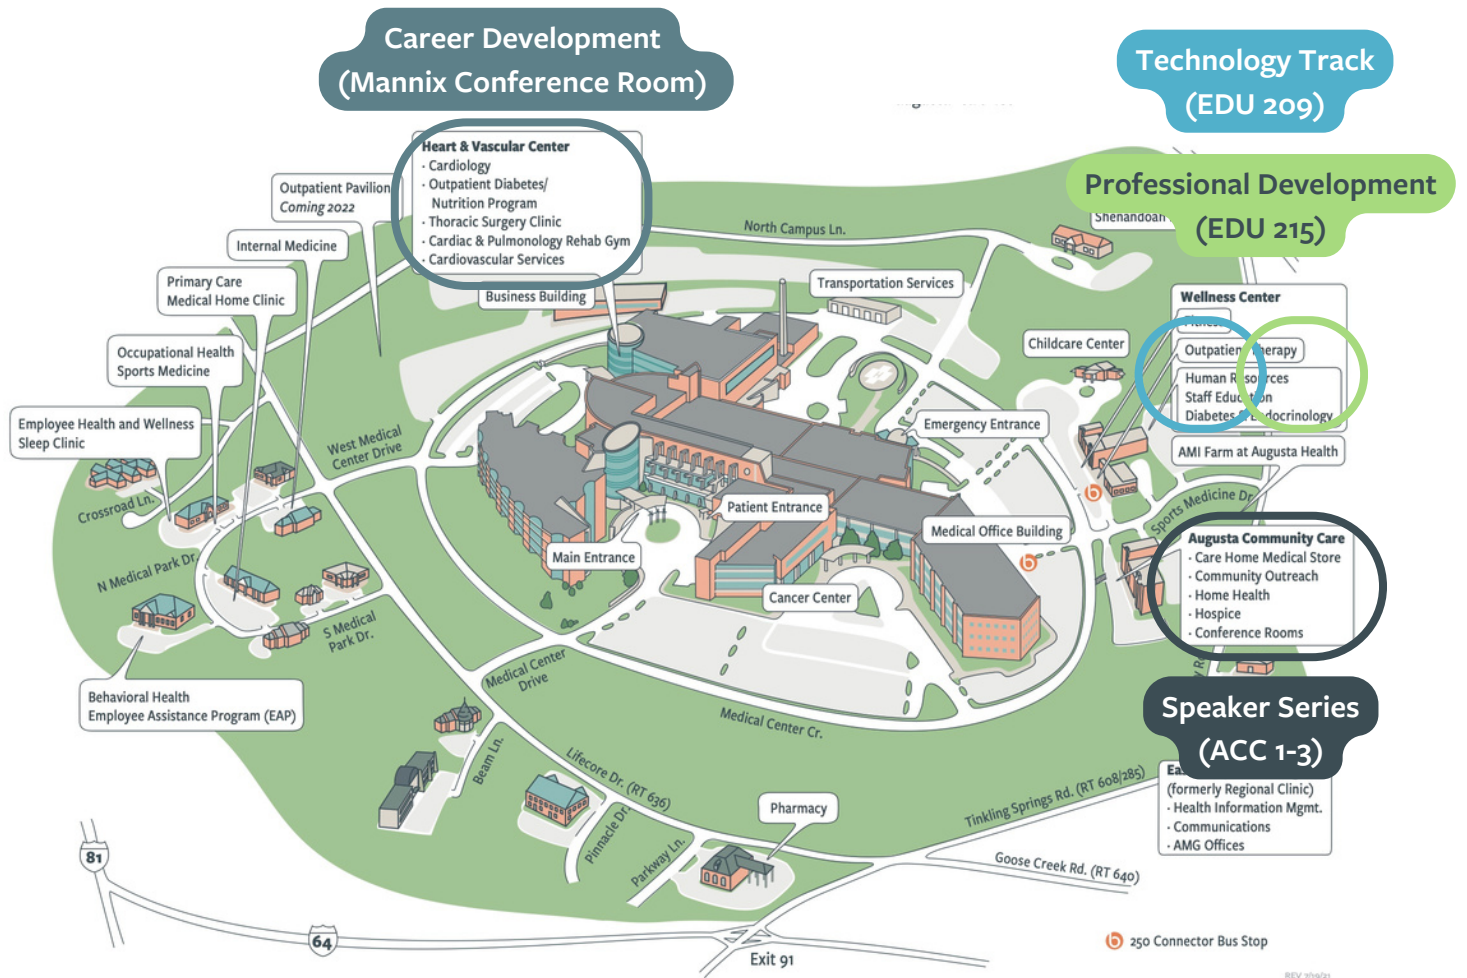 Career Development
(Mannix Conference Room)
Technology Track
(EDU 209)
Professional Development
(EDU 215)
Heart & Vascular Center
· Cardiology
· Outpatient Diabetes/
Nutrition Program
· Thoracic Surgery Clinic
· Cardiac & Pulmonology Rehab Gym
· Cardiovascular Services
Outpatient Pavilion
Coming 2022
Internal Medicine
Primary Care
Medical Home Clinic
Occupational Health
Sports Medicine
Employee Health and Wellness
Sleep Clinic
Business Building
North Campus Ln.
Transportation Services
Shenandoah
Wellness Center
Fitness
Outpatient Therapy
Human Resources
Staff Education
Diabetes & Endocrinology
Childcare Center
AMI Farm at Augusta Health
West Medical
Center Drive
Emergency Entrance
Crossroad Ln.
Patient Entrance
Medical Office Building
Sports Medicine Dr.
Main Entrance
Cancer Center
N Medical Park Dr.
S Medical
Park Dr.
Augusta Community Care
· Care Home Medical Store
· Community Outreach
· Home Health
· Hospice
· Conference Rooms
Behavioral Health
Employee Assistance Program (EAP)
Medical Center
Drive
Medical Center Cr.
Speaker Series
(ACC 1-3)
Beam Ln.
Lifecore Dr. (RT 636)
Pinnacle Dr.
Parkway Ln.
Pharmacy
Tinkling Springs Rd. (RT 608/285)
(formerly Regional Clinic)
· Health Information Mgmt.
· Communications
· AMG Offices
Goose Creek Rd. (RT 640)
81
64
Exit 91
b 250 Connector Bus Stop